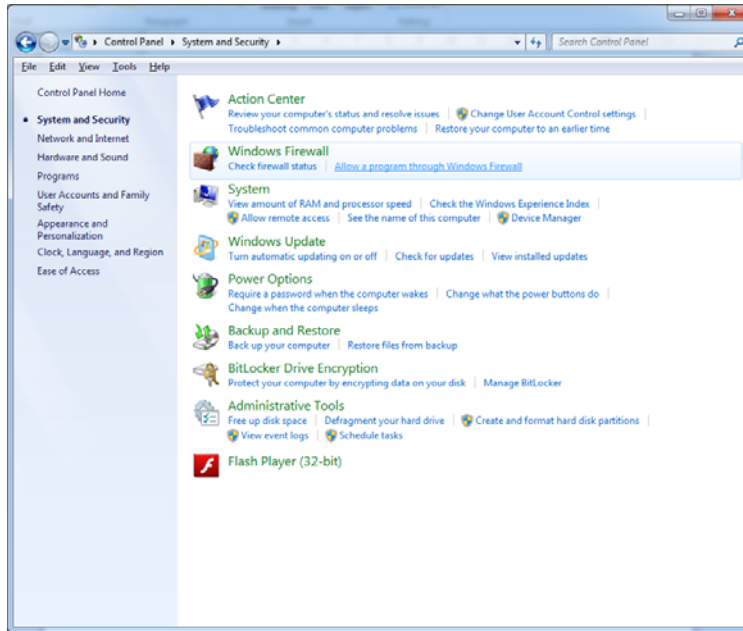 Control Panel ▸ System and Security ▸
Search Control Panel
File Edit View Tools Help
Control Panel Home
System and Security
Network and Internet
Hardware and Sound
Programs
User Accounts and Family
Safety
Appearance and
Personalization
Clock, Language, and Region
Ease of Access
Action Center
Review your computer's status and resolve issues | Change User Account Control settings |
Troubleshoot common computer problems | Restore your computer to an earlier time
Windows Firewall
Check firewall status | Allow a program through Windows Firewall
System
View amount of RAM and processor speed | Check the Windows Experience Index |
Allow remote access | See the name of this computer | Device Manager
Windows Update
Turn automatic updating on or off | Check for updates | View installed updates
Power Options
Require a password when the computer wakes | Change what the power buttons do |
Change when the computer sleeps
Backup and Restore
Back up your computer | Restore files from backup
BitLocker Drive Encryption
Protect your computer by encrypting data on your disk | Manage BitLocker
Administrative Tools
Free up disk space | Defragment your hard drive | Create and format hard disk partitions |
View event logs | Schedule tasks
Flash Player (32-bit)